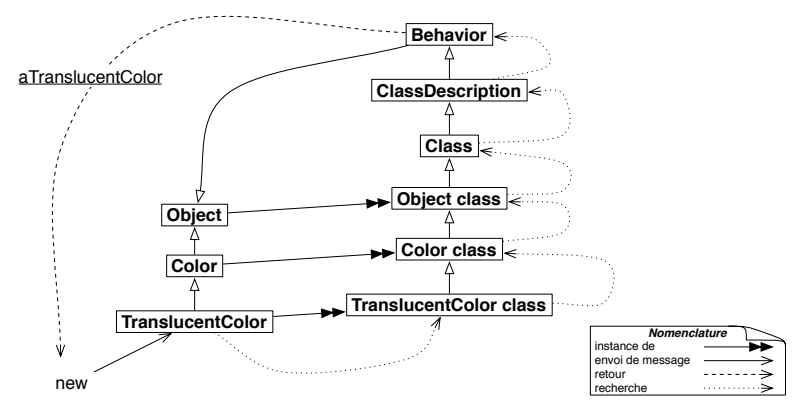 Behavior
aTranslucentColor
ClassDescription
Class
Object class
Object
Color class
Color
TranslucentColor class
TranslucentColor
new
Nomenclature
instance de
envoi de message
retour
recherche